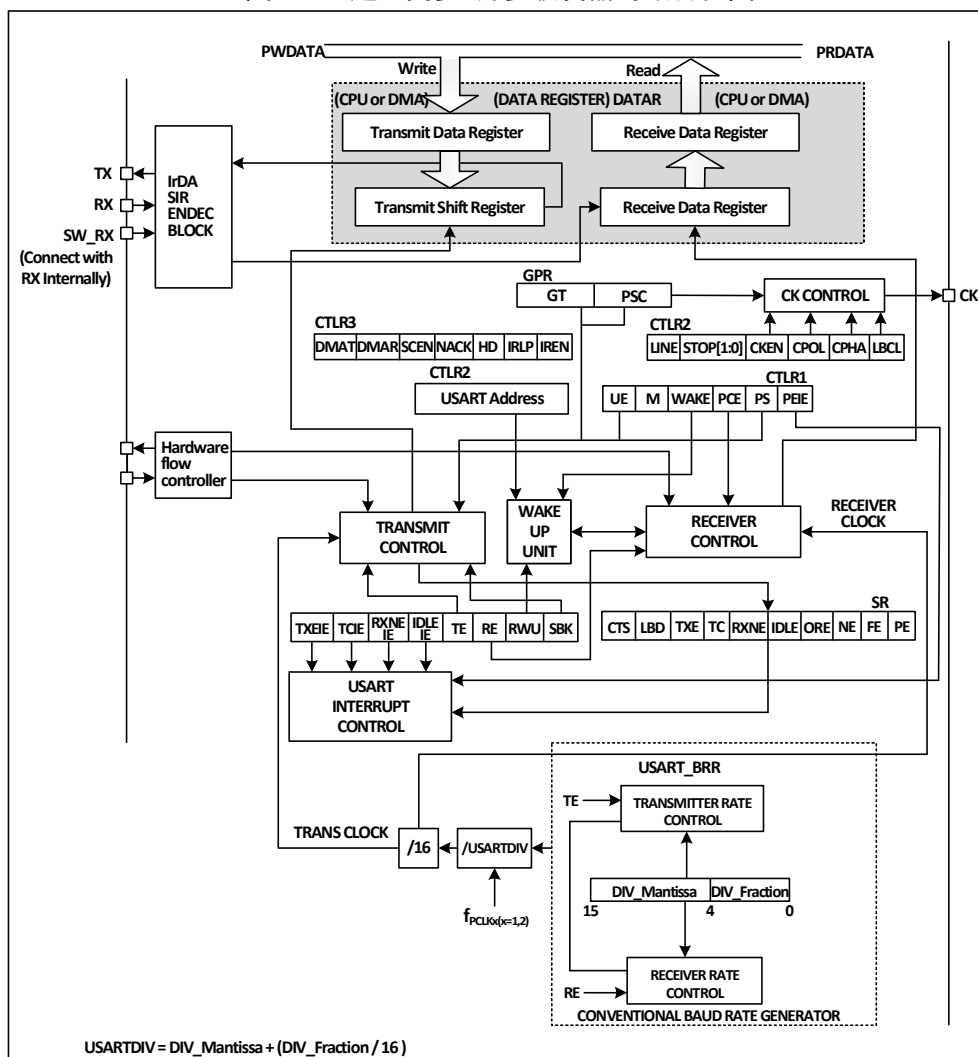 PWDATA
PRDATA
Write
Read
(CPU or DMA)
(DATA REGISTER) DATAR
(CPU or DMA)
Transmit Data Register
Receive Data Register
TX
RX
SW_RX
(Connect with
RX Internally)
IrDA
SIR
ENDEC
BLOCK
Transmit Shift Register
Receive Data Register
GPR
GT
PSC
CK CONTROL
CK
CTLR3
DMAT DMAR SCEN NACK HD IRLP IREN
CTLR2
LINE STOP[1:0] CKEN CPOL CPHA LBCL
CTLR2
USART Address
CTLR1
UE M WAKE PCE PS PEIE
Hardware
flow
controller
TRANSMIT
CONTROL
WAKE
UP
UNIT
RECEIVER
CONTROL
RECEIVER
CLOCK
TXEIE TCIE RXNE IE IDLE IE TE RE RWU SBK
SR
CTS LBD TXE TC RXNE IDLE ORE NE FE PE
USART
INTERRUPT
CONTROL
USART_BRR
TE
TRANSMITTER RATE
CONTROL
TRANS CLOCK
/16
/USARTDIV
fPCLKx(x=1,2)
DIV_Mantissa DIV_Fraction
15 4 0
RE
RECEIVER RATE
CONTROL
CONVENTIONAL BAUD RATE GENERATOR
USARTDIV = DIV_Mantissa + (DIV_Fraction / 16 )